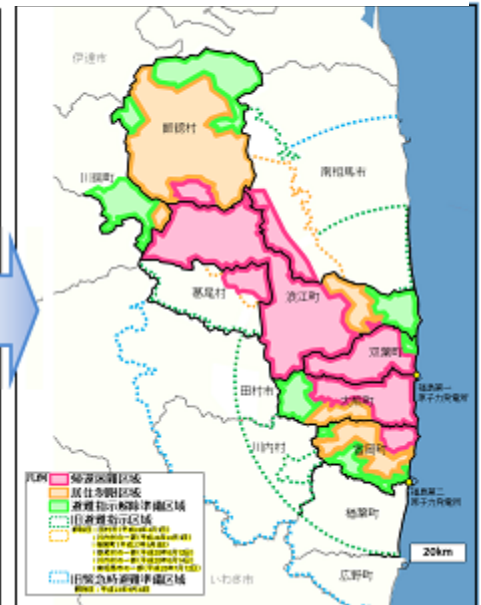 伊達市
飯舘村
川俣町
南相馬市
葛尾村
浪江町
双葉町
田村市
大熊町
福島第一
原子力発電所
川内村
富岡町
福島第二
原子力発電所
楢葉町
凡例
帰還困難区域
居住制限区域
避難指示解除準備区域
旧避難指示区域
旧緊急時避難準備区域
20km
いわき市
広野町